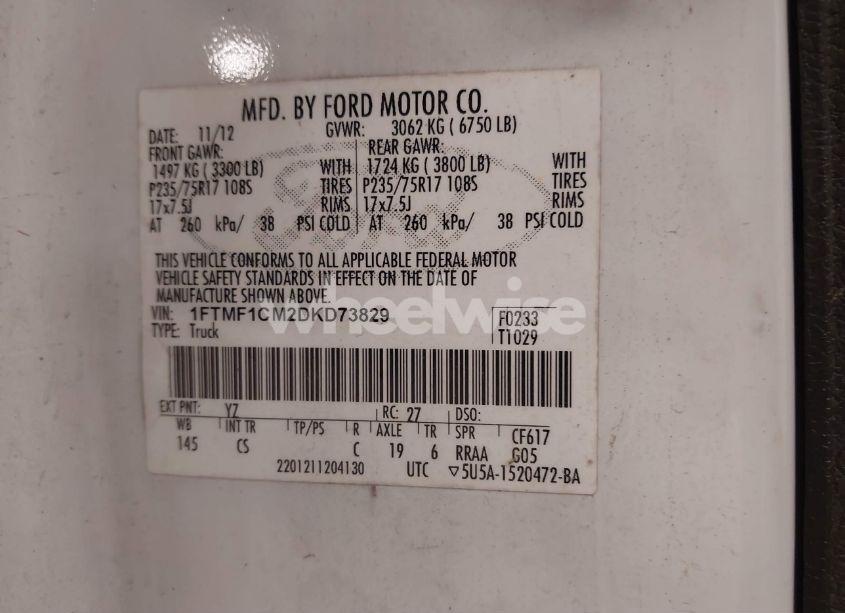 MFD. BY FORD MOTOR CO.
DATE: 11/12 GVWR: 3062 KG ( 6750 LB)
FRONT GAWR: REAR GAWR:
1497 KG ( 3300 LB) WITH 1724 KG ( 3800 LB) WITH
P235/75R17 108S TIRES P235/75R17 108S TIRES
17x7.5J RIMS 17x7.5J RIMS
AT 260 kPa/ 38 PSI COLD AT 260 kPa/ 38 PSI COLD
THIS VEHICLE CONFORMS TO ALL APPLICABLE FEDERAL MOTOR
VEHICLE SAFETY STANDARDS IN EFFECT ON THE DATE OF
MANUFACTURE SHOWN ABOVE.
VIN: 1FTMF1CM2DKD73829 F0233
TYPE: Truck T1029
wheelwise
EXT PNT: YZ RC: 27 DSO:
WB INT TR TP/PS R AXLE TR SPR CF617
145 CS C 19 6 RRAA G05
2201211204130 UTC ▽5U5A-1520472-BA